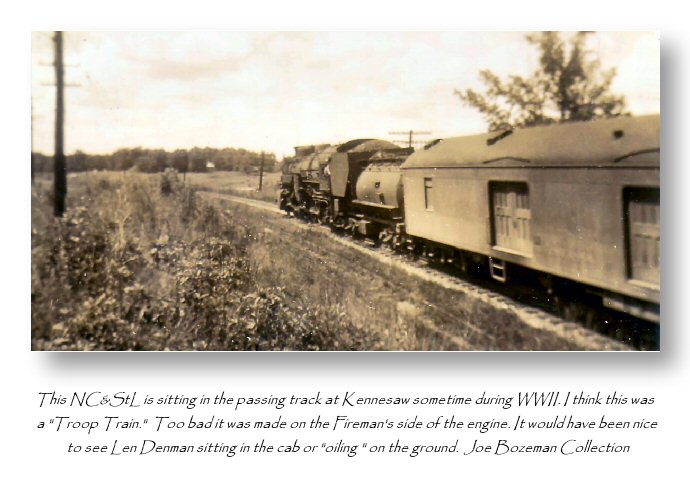 This NC&StL is sitting in the passing track at Kennesaw sometime during WWII. I think this was
a "Troop Train." Too bad it was made on the Fireman's side of the engine. It would have been nice
to see Len Denman sitting in the cab or "oiling " on the ground. Joe Bozeman Collection